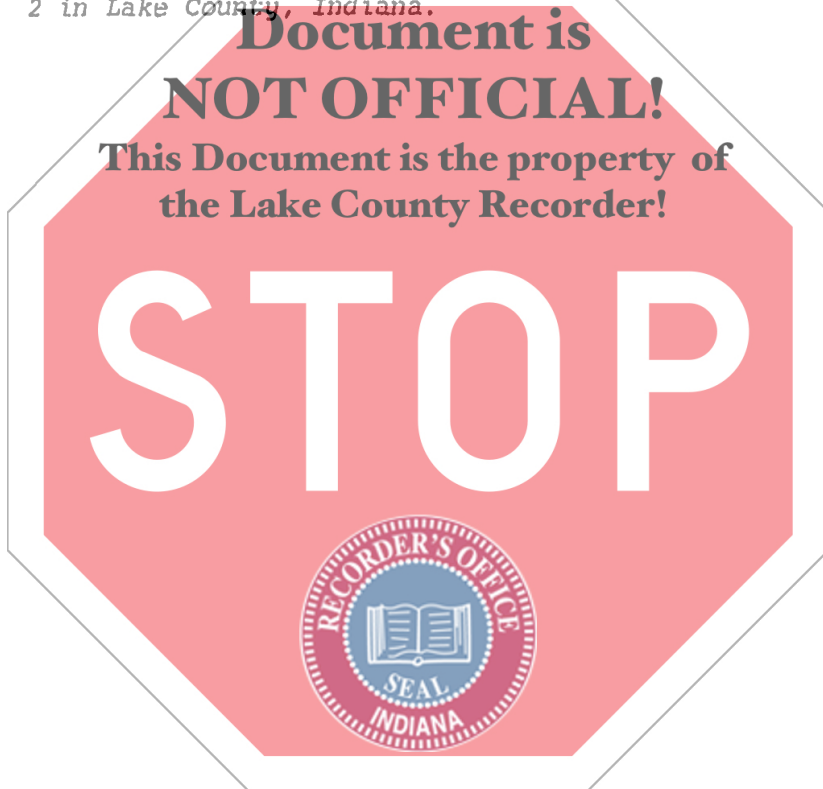 2 in Lake County, Indiana.
Document is
NOT OFFICIAL!
This Document is the property of
the Lake County Recorder!
STOP
RECORDER'S OFFICE
SEAL
INDIANA